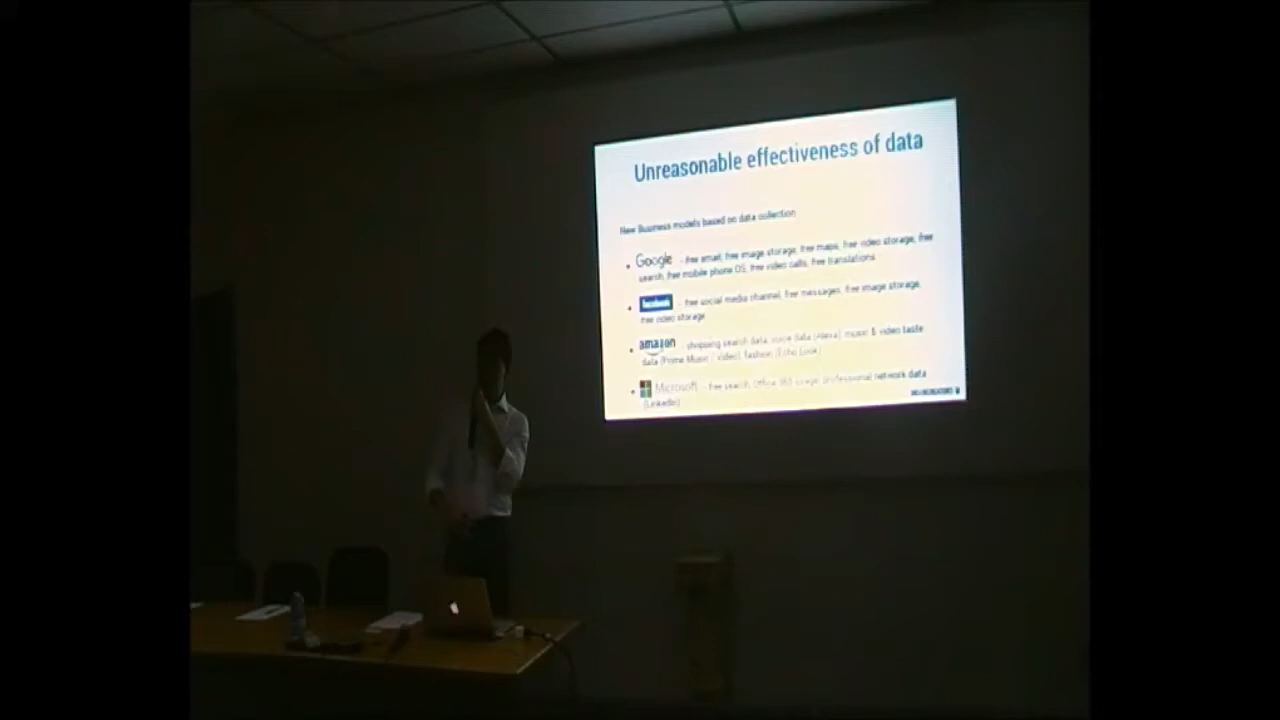 Unreasonable effectiveness of data
New Business models based on data collection
Google - free email, free image storage, free maps, free video storage, free
search, free mobile phone OS, free video calls, free translations
facebook - free social media channel, free messages, free image storage,
free video storage
amazon - shopping search data, voice data (Alexa), music & video taste
data (Prime Music / video), fashion (Echo Look)
Microsoft - free search, Office 365 usage, professional network data
(LinkedIn)